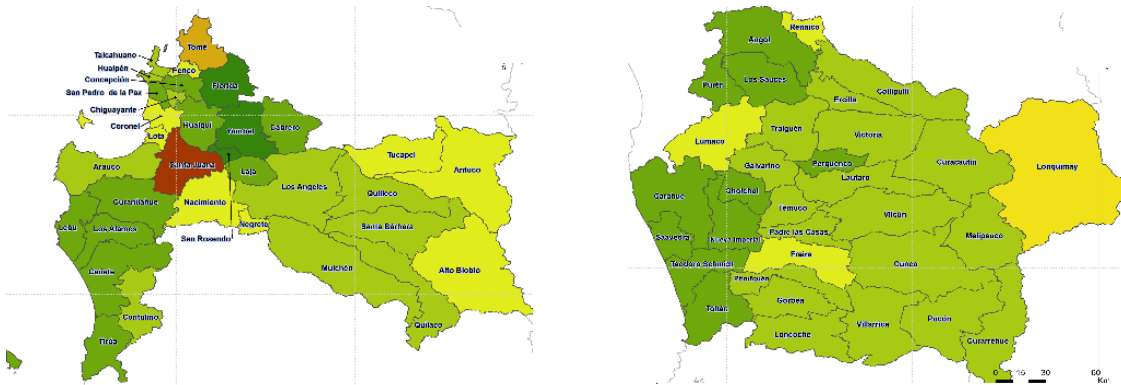 Tomé
Talcahuano
Hualpén
Penco
Concepción
San Pedro de la Paz
Florida
Chiguayante
Coronel
Hualqui
Yumbel
Cabrero
Lota
Arauco
Santa Juana
Laja
Tucapel
Antuco
Los Angeles
Quilleco
Curanilahue
Nacimiento
Negrete
Santa Bárbara
Lebu
Los Alamos
San Rosendo
Mulchén
Alto Biobío
Cañete
Contulmo
Quilaco
Tirúa
Renaico
Angol
Los Sauces
Purén
Collipulli
Ercilla
Lumaco
Traiguén
Victoria
Curacautín
Lonquimay
Galvarino
Perquenco
Lautaro
Carahue
Cholchol
Temuco
Vilcún
Saavedra
Nueva Imperial
Padre las Casas
Melipeuco
Teodoro Schmidt
Freire
Cunco
Pitrufquén
Toltén
Gorbea
Villarrica
Pucón
Loncoche
Curarrehue
0 15 30 60
Km